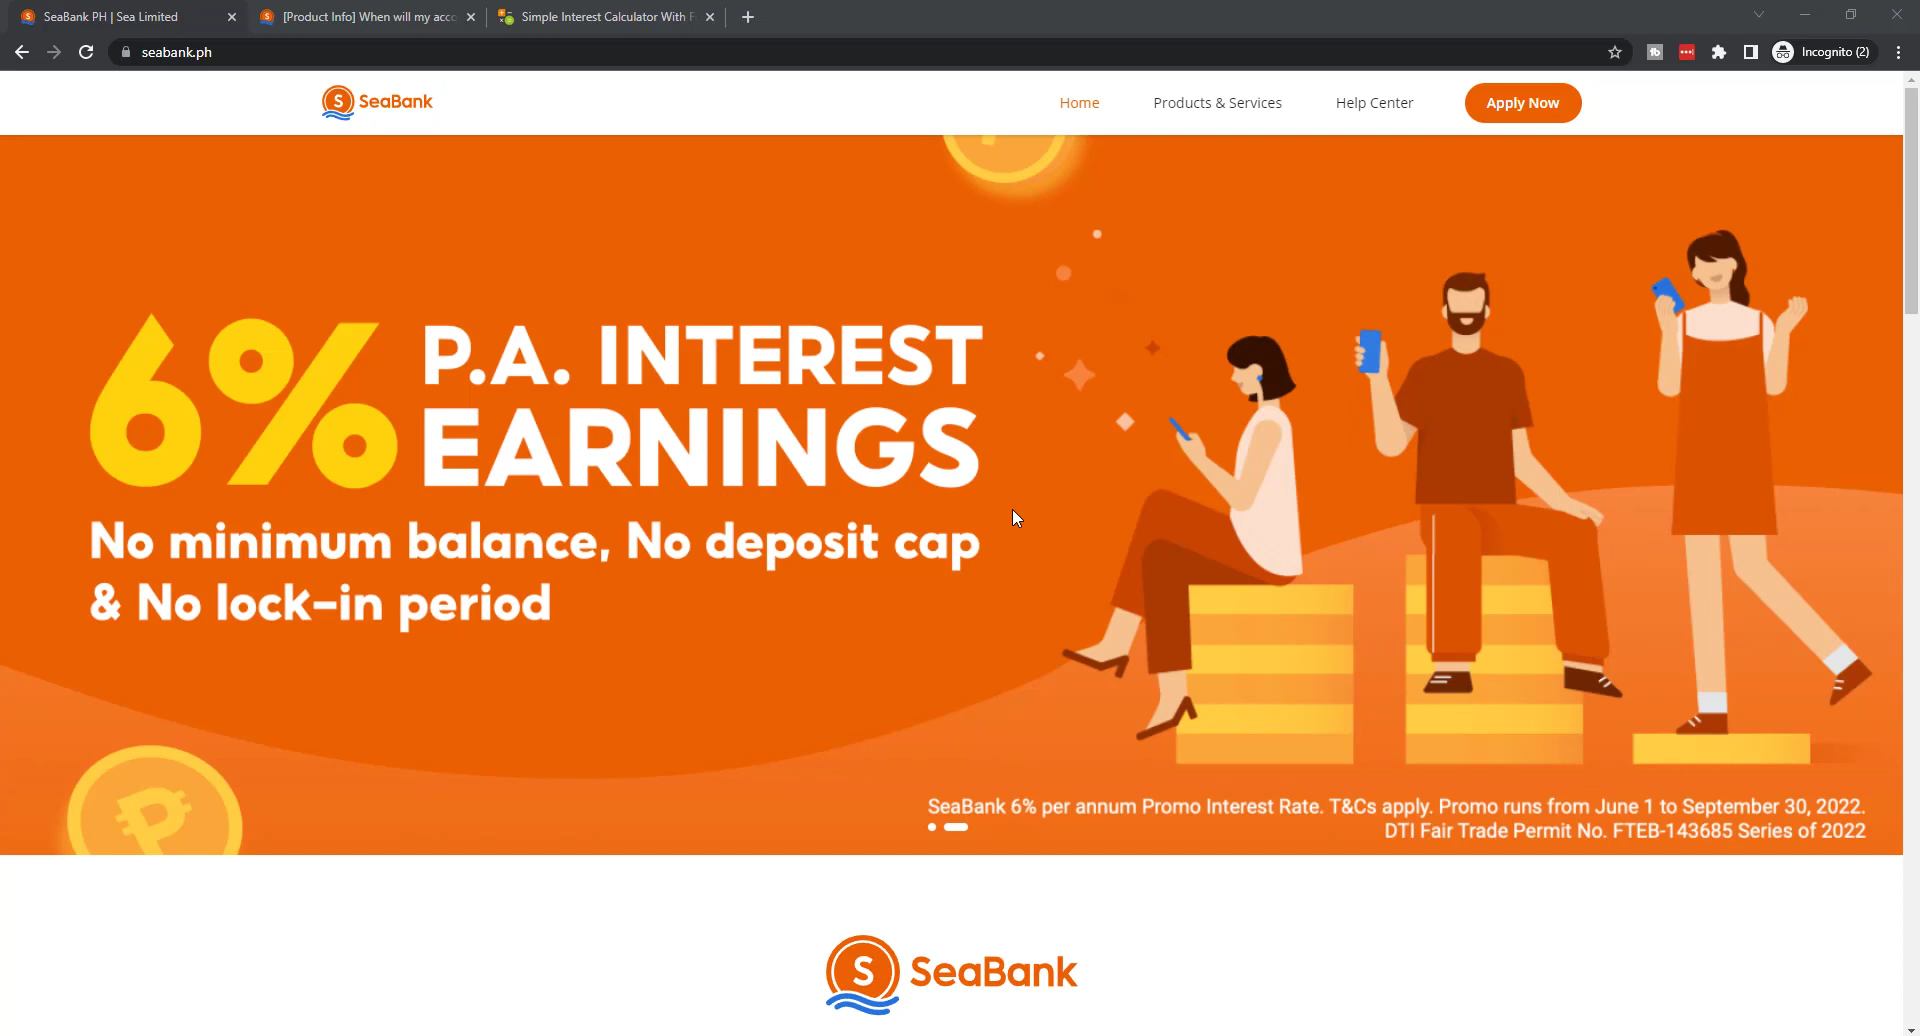 SeaBank PH | Sea Limited
[Product Info] When will my acco
Simple Interest Calculator With F
seabank.ph
Incognito (2)
S SeaBank
Home
Products & Services
Help Center
Apply Now
6% P.A. INTEREST
EARNINGS
No minimum balance, No deposit cap
& No lock-in period
SeaBank 6% per annum Promo Interest Rate. T&Cs apply. Promo runs from June 1 to September 30, 2022.
DTI Fair Trade Permit No. FTEB-143685 Series of 2022
S SeaBank